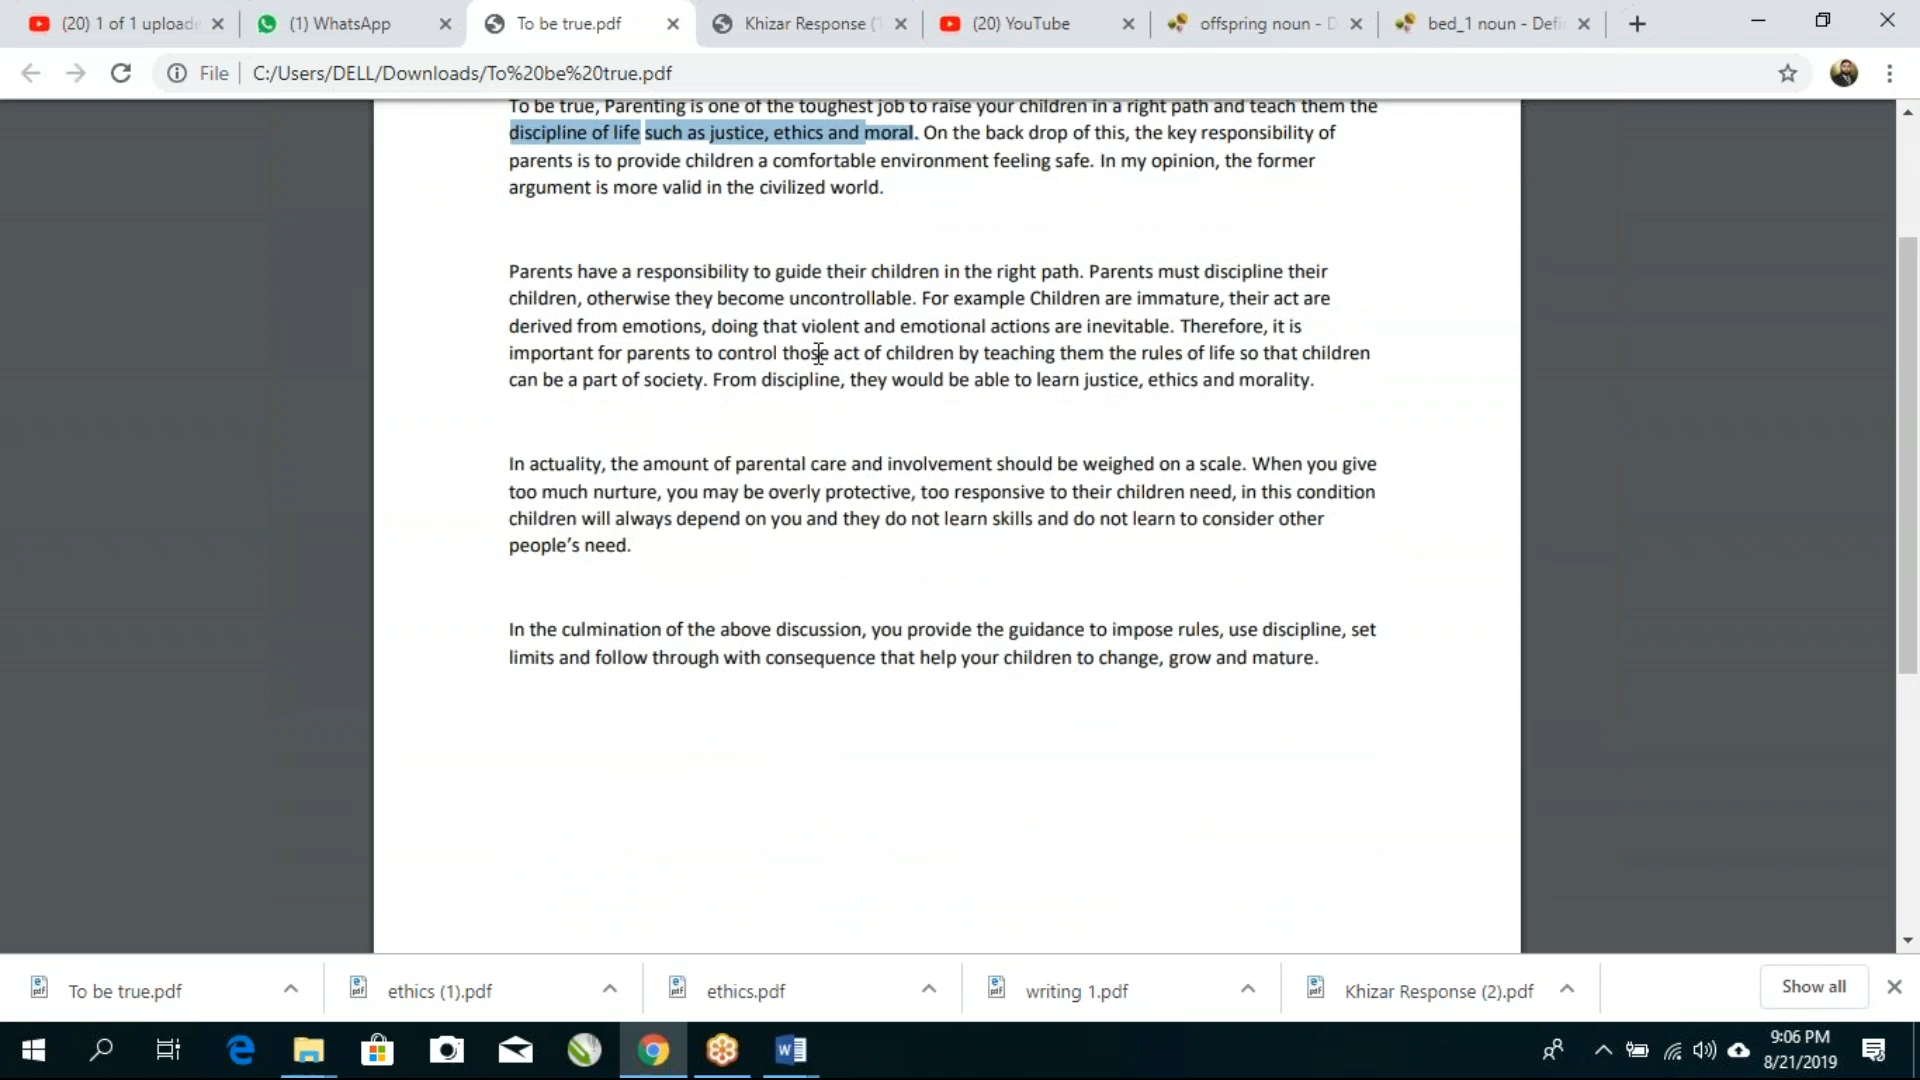 (20) 1 of 1 uploade
(1) WhatsApp
To be true.pdf
Khizar Response (1
(20) YouTube
offspring noun - D
bed_1 noun - Defi
File
C:/Users/DELL/Downloads/To%20be%20true.pdf
To be true, Parenting is one of the toughest job to raise your children in a right path and teach them the
discipline of life such as justice, ethics and moral. On the back drop of this, the key responsibility of
parents is to provide children a comfortable environment feeling safe. In my opinion, the former
argument is more valid in the civilized world.
Parents have a responsibility to guide their children in the right path. Parents must discipline their
children, otherwise they become uncontrollable. For example Children are immature, their act are
derived from emotions, doing that violent and emotional actions are inevitable. Therefore, it is
important for parents to control those act of children by teaching them the rules of life so that children
can be a part of society. From discipline, they would be able to learn justice, ethics and morality.
In actuality, the amount of parental care and involvement should be weighed on a scale. When you give
too much nurture, you may be overly protective, too responsive to their children need, in this condition
children will always depend on you and they do not learn skills and do not learn to consider other
people's need.
In the culmination of the above discussion, you provide the guidance to impose rules, use discipline, set
limits and follow through with consequence that help your children to change, grow and mature.
To be true.pdf
ethics (1).pdf
ethics.pdf
writing 1.pdf
Khizar Response (2).pdf
Show all
9:06 PM
8/21/2019